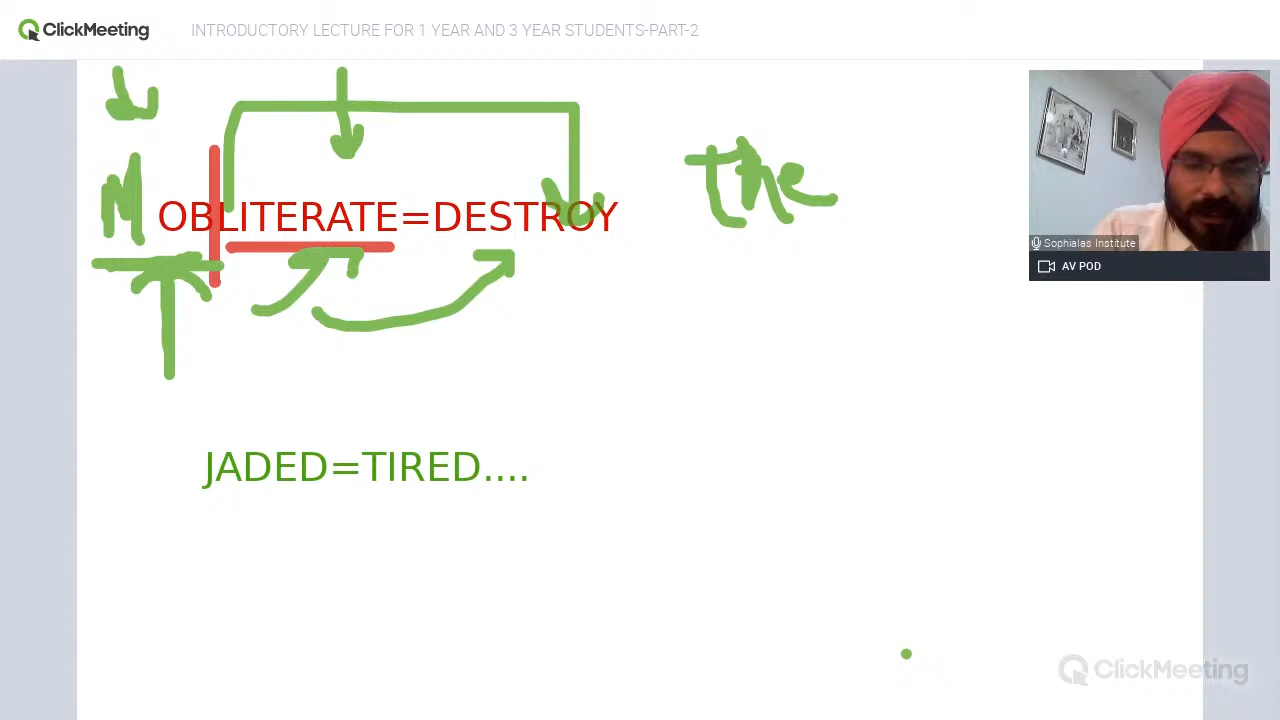 ClickMeeting INTRODUCTORY LECTURE FOR 1 YEAR AND 3 YEAR STUDENTS-PART-2
the
OBLITERATE=DESTROY
Sophialas Institute
AV POD
JADED=TIRED....
ClickMeeting